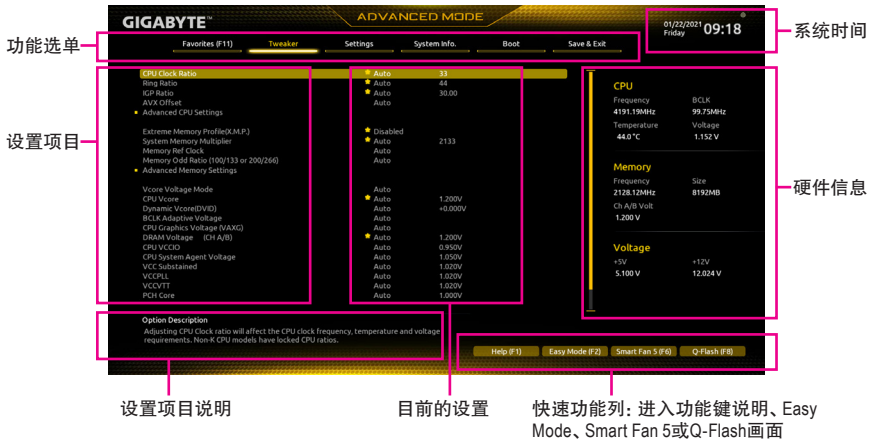 GIGABYTE™
ADVANCED MODE
01/22/2021
Friday
09:18
系统时间
功能选单
Favorites (F11) Tweaker Settings System Info. Boot Save & Exit
设置项目
CPU Clock Ratio Auto 33
Ring Ratio Auto 44
IGP Ratio Auto 30.00
AVX Offset Auto
Advanced CPU Settings
Extreme Memory Profile(X.M.P.) Disabled
System Memory Multiplier Auto 2133
Memory Ref Clock Auto
Memory Odd Ratio (100/133 or 200/266) Auto
Advanced Memory Settings
Vcore Voltage Mode Auto
CPU Vcore Auto 1.200V
Dynamic Vcore(DVID) Auto +0.000V
BCLK Adaptive Voltage Auto
CPU Graphics Voltage (VAXG) Auto
DRAM Voltage (CH A/B) Auto 1.200V
CPU VCCIO Auto 0.950V
CPU System Agent Voltage Auto 1.050V
VCC Substained Auto 1.020V
VCCPLL Auto 1.020V
VCCVTT Auto 1.020V
PCH Core Auto 1.000V
CPU
Frequency BCLK
4191.19MHz 99.75MHz
Temperature Voltage
44.0 °C 1.152 V
Memory
Frequency Size
2128.12MHz 8192MB
Ch A/B Volt
1.200 V
Voltage
+5V +12V
5.100 V 12.024 V
硬件信息
Option Description
Adjusting CPU Clock ratio will affect the CPU clock frequency, temperature and voltage
requirements. Non-K CPU models have locked CPU ratios.
Help (F1) Easy Mode (F2) Smart Fan 5 (F6) Q-Flash (F8)
设置项目说明
目前的设置
快速功能列: 进入功能键说明、Easy
Mode、Smart Fan 5或Q-Flash画面